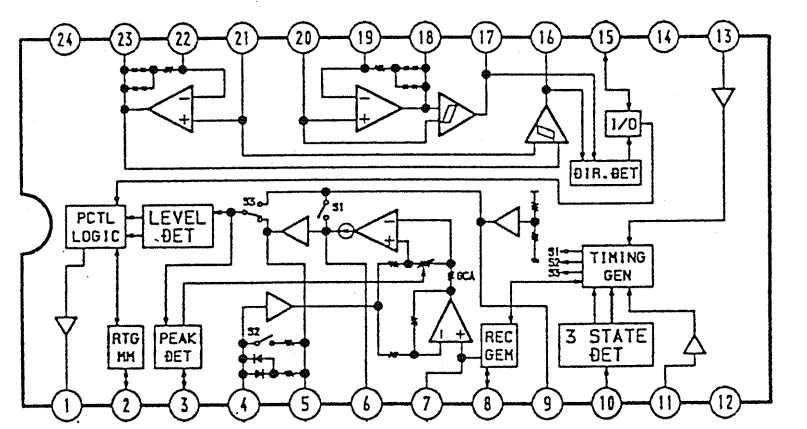 24 23 22 21 20 19 18 17 16 15 14 13
− + − +
I/O
DIR.DET
PCTL LOGIC
LEVEL DET
S3
S1
− +
S1
S2
S3
TIMING GEN
GCA
S2
RTG MM
PEAK DET
− +
REC GEM
3 STATE DET
1 2 3 4 5 6 7 8 9 10 11 12